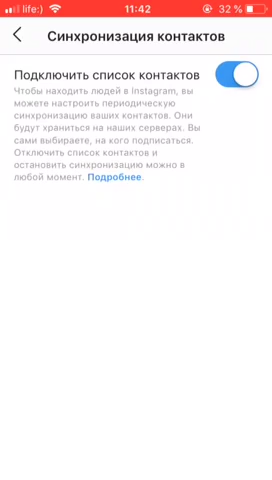 life:) 11:42 32 %
Синхронизация контактов
Подключить список контактов
Чтобы находить людей в Instagram, вы
можете настроить периодическую
синхронизацию ваших контактов. Они
будут храниться на наших серверах. Вы
сами выбираете, на кого подписаться.
Отключить список контактов и
остановить синхронизацию можно в
любой момент. Подробнее.